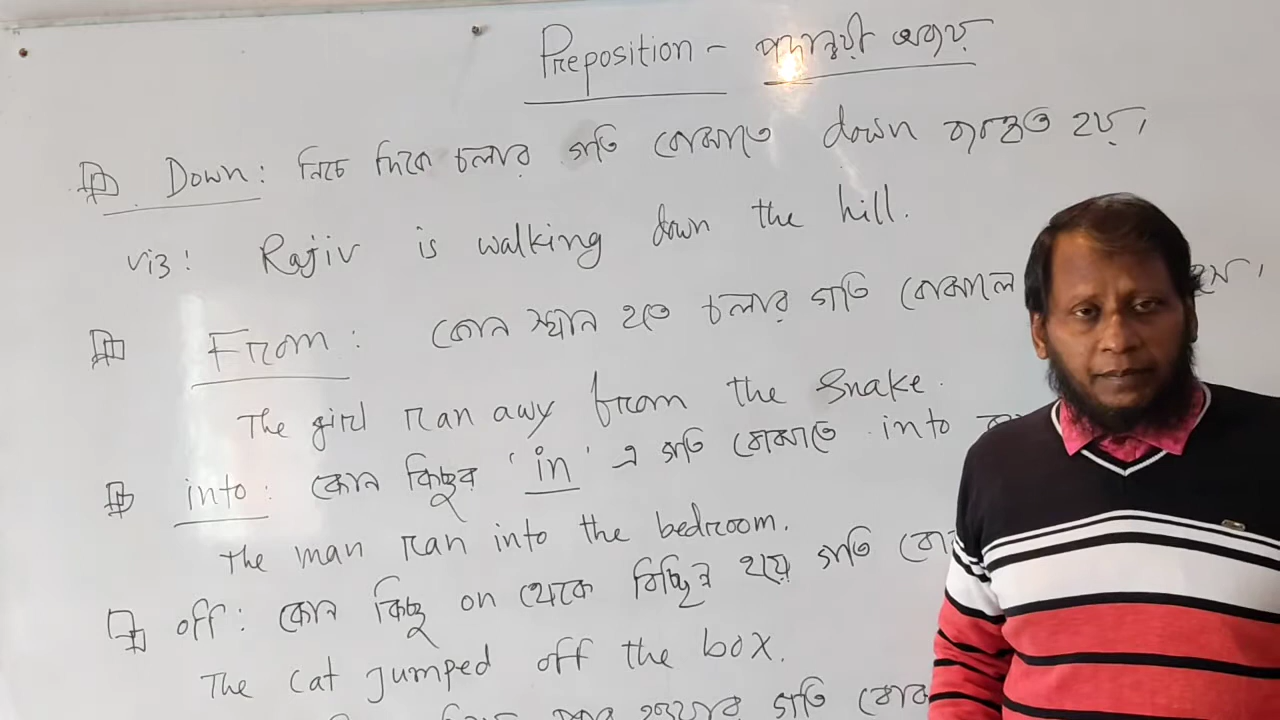 Preposition - পদান্বয়ী অব্যয়
Down: নিচে দিকে চলার গতি বোঝাতে down ব্যবহৃত হয়।
viz: Rajiv is walking down the hill.
From: কোন স্থান হতে চলার গতি বোঝালে হয়।
The girl ran awy from the snake.
into: কোন কিছুর 'in' এ গতি বোঝাতে into
The man ran into the bedroom.
off: কোন কিছু on থেকে বিচ্ছিন্ন হয়ে গতি
The cat jumped off the box.
গতি